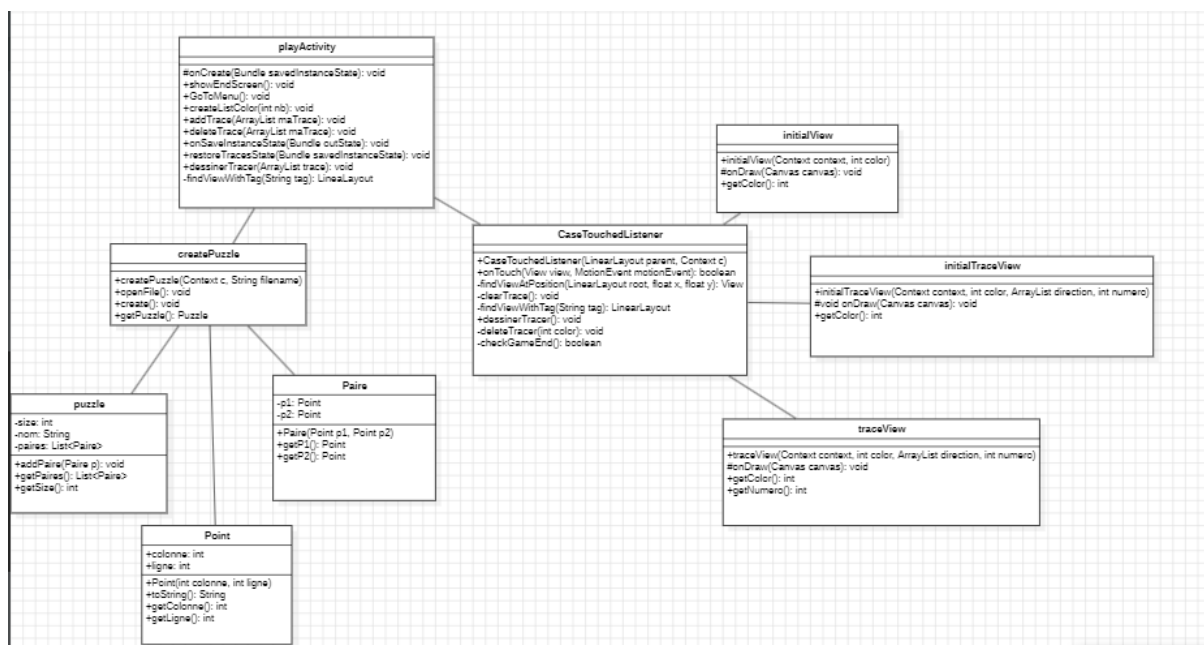 playActivity
#onCreate(Bundle savedInstanceState): void
+showEndScreen(): void
+GoToMenu(): void
+createListColor(int nb): void
+addTrace(ArrayList maTrace): void
+deleteTrace(ArrayList maTrace): void
+onSaveInstanceState(Bundle outState): void
+restoreTracesState(Bundle savedInstanceState): void
+dessinerTracer(ArrayList trace): void
-findViewWithTag(String tag): LineaLayout
initialView
+initialView(Context context, int color)
#onDraw(Canvas canvas): void
+getColor(): int
CaseTouchedListener
+CaseTouchedListener(LinearLayout parent, Context c)
+onTouch(View view, MotionEvent motionEvent): boolean
-findViewAtPosition(LinearLayout root, float x, float y): View
-clearTrace(): void
-findViewWithTag(String tag): LinearLayout
+dessinerTracer(): void
-deleteTracer(int color): void
-checkGameEnd(): boolean
createPuzzle
+createPuzzle(Context c, String filename)
+openFile(): void
+create(): void
+getPuzzle(): Puzzle
initialTraceView
+initialTraceView(Context context, int color, ArrayList direction, int numero)
#void onDraw(Canvas canvas): void
+getColor(): int
Paire
-p1: Point
-p2: Point
+Paire(Point p1, Point p2)
+getP1(): Point
+getP2(): Point
puzzle
-size: int
-nom: String
-paires: List<Paire>
+addPaire(Paire p): void
+getPaires(): List<Paire>
+getSize(): int
traceView
+traceView(Context context, int color, ArrayList direction, int numero)
#onDraw(Canvas canvas): void
+getColor(): int
+getNumero(): int
Point
+colonne: int
+ligne: int
+Point(int colonne, int ligne)
+toString(): String
+getColonne(): int
+getLigne(): int